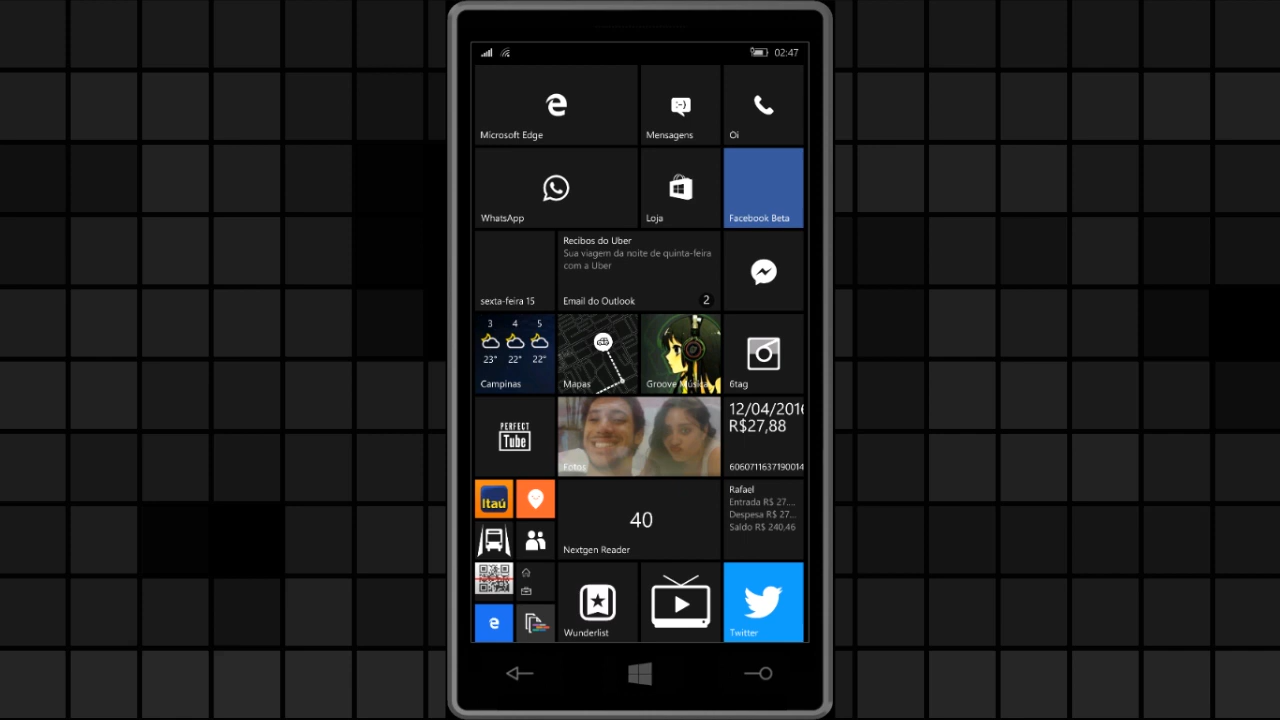 02:47
Microsoft Edge
Mensagens
Oi
WhatsApp
Loja
Facebook Beta
sexta-feira 15
Recibos do Uber
Sua viagem da noite de quinta-feira
com a Uber
Email do Outlook
2
3 4 5
23° 22° 22°
Campinas
Mapas
Groove Música
6tag
PERFECT
Tube
Fotos
12/04/2016
R$27,88
6060711637190014
Itaú
40
Nextgen Reader
Rafael
Entrada R$ 27....
Despesa R$ 27...
Saldo R$ 240,46
Wunderlist
Twitter